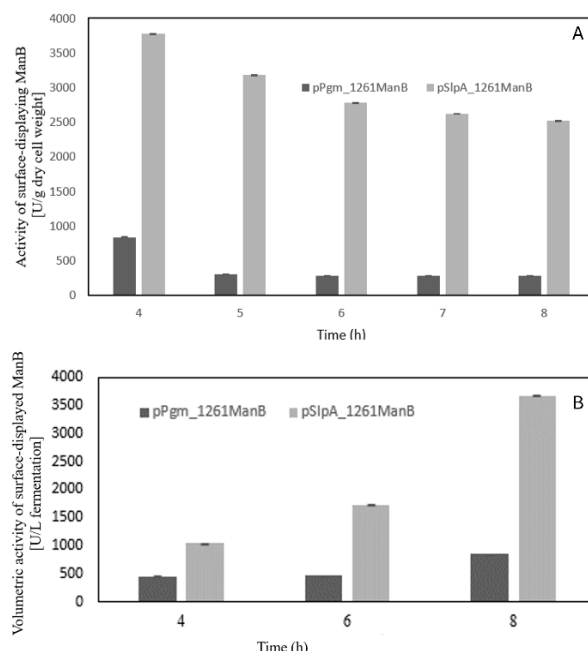 A
4000
3500
3000
2500
2000
1500
1000
500
0
pPgm_1261ManB pSlpA_1261ManB
Activity of surface-displaying ManB
[U/g dry cell weight]
4 5 6 7 8
Time (h)
B
4000
3500
3000
2500
2000
1500
1000
500
0
pPgm_1261ManB pSlpA_1261ManB
Volumetric activity of surface-displayed ManB
[U/L fermentation]
4 6 8
Time (h)